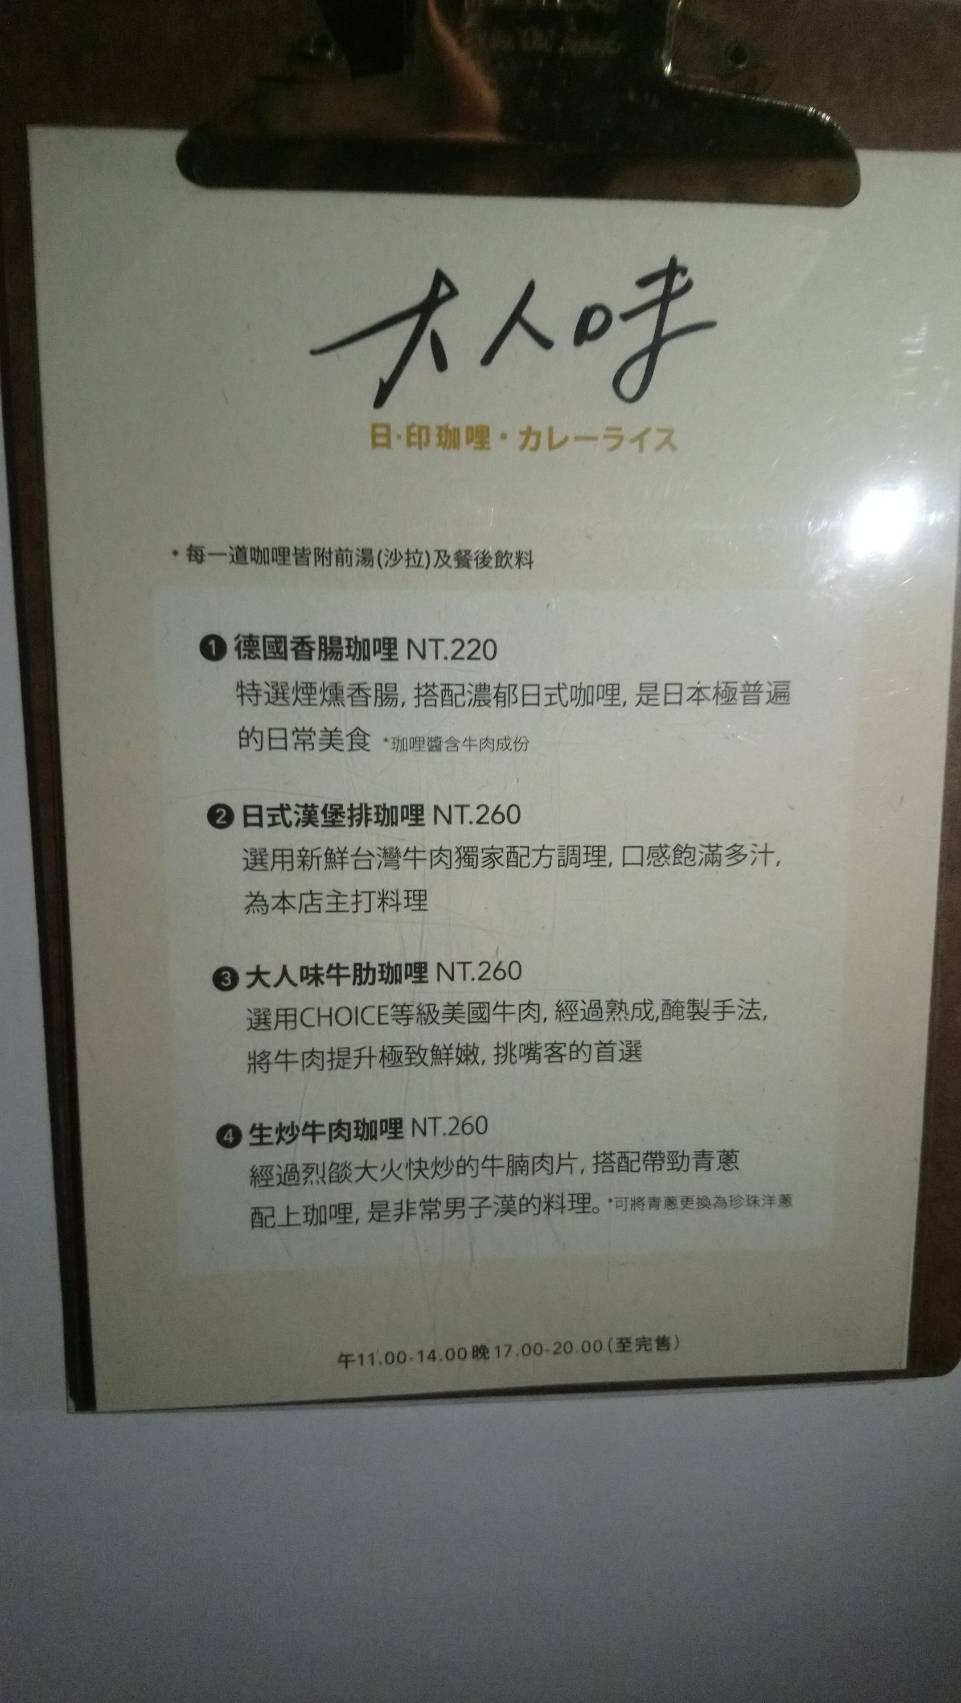 大人味
日·印珈哩·カレーライス
*每一道咖哩皆附前湯(沙拉)及餐後飲料
❶德國香腸珈哩 NT.220
特選煙燻香腸, 搭配濃郁日式咖哩, 是日本極普遍
的日常美食 *珈哩醬含牛肉成份
❷日式漢堡排珈哩 NT.260
選用新鮮台灣牛肉獨家配方調理, 口感飽滿多汁,
為本店主打料理
❸大人味牛肋珈哩 NT.260
選用CHOICE等級美國牛肉, 經過熟成,醃製手法,
將牛肉提升極致鮮嫩, 挑嘴客的首選
❹生炒牛肉珈哩 NT.260
經過烈燄大火快炒的牛腩肉片, 搭配帶勁青蔥
配上珈哩, 是非常男子漢的料理。*可將青蔥更換為珍珠洋蔥
午11.00-14.00 晚 17.00-20.00 (至完售)